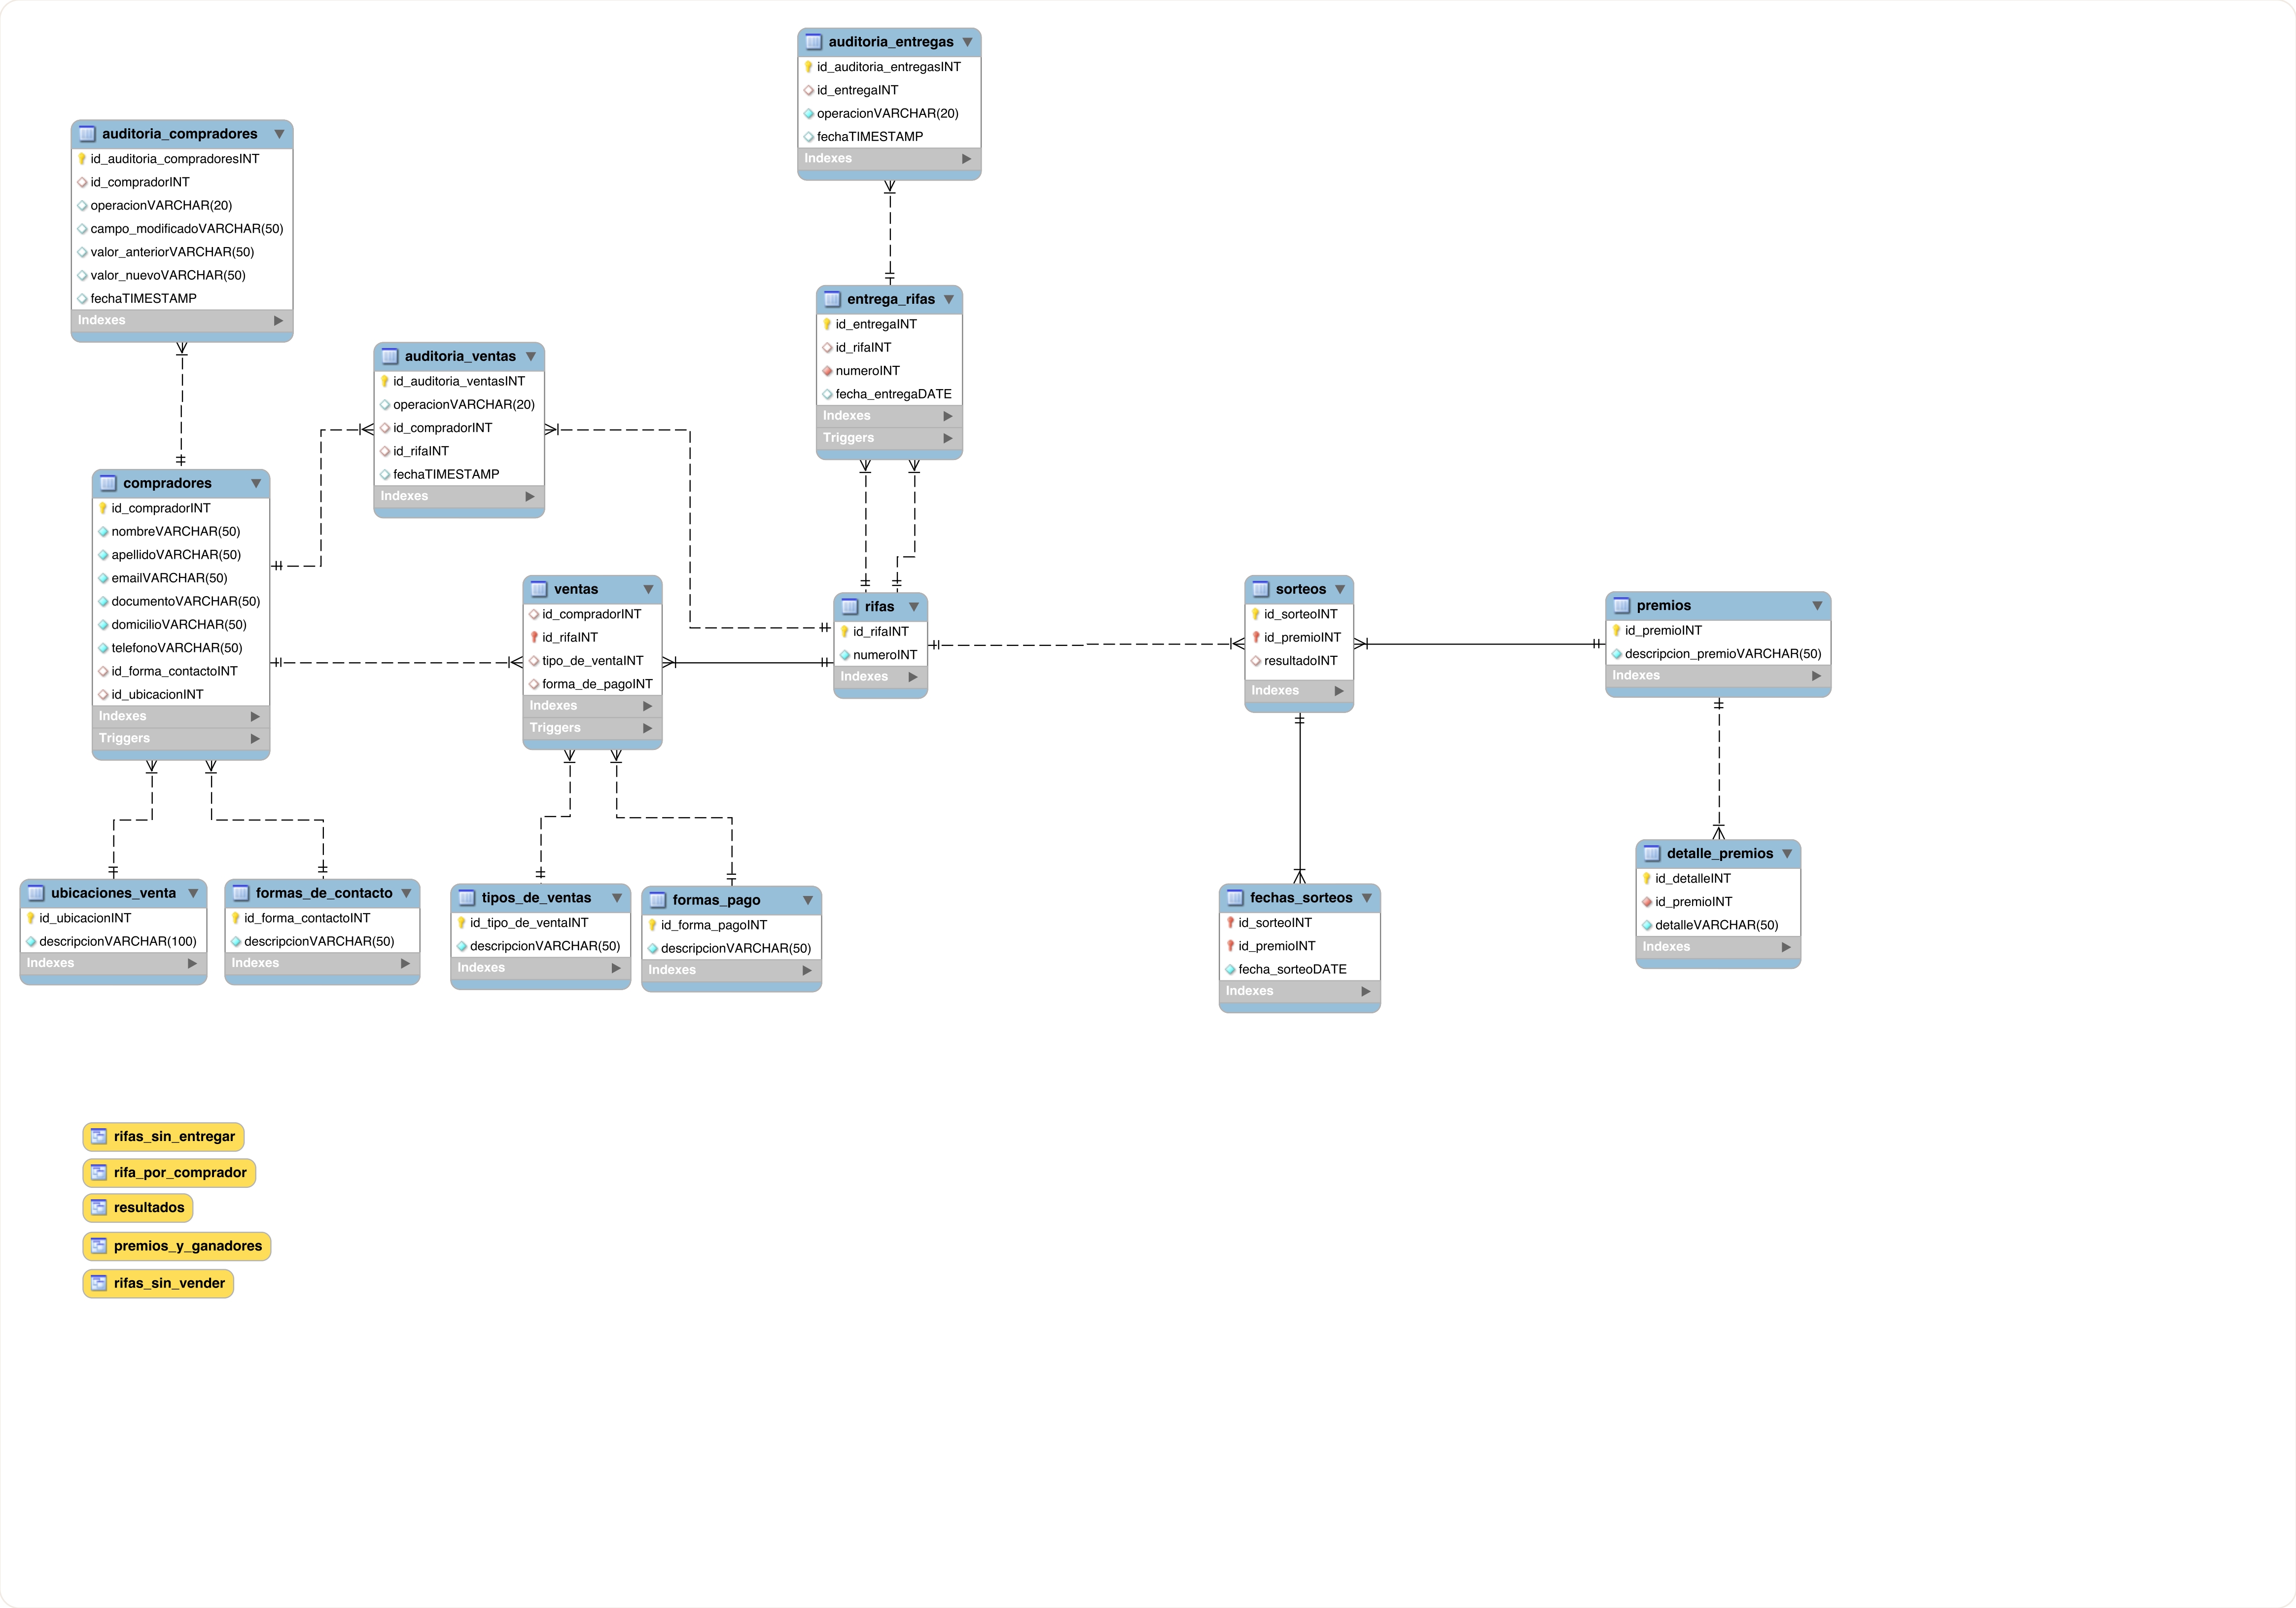 auditoria_entregas
id_auditoria_entregasINT
id_entregaINT
operacionVARCHAR(20)
fechaTIMESTAMP
Indexes
auditoria_compradores
id_auditoria_compradoresINT
id_compradorINT
operacionVARCHAR(20)
campo_modificadoVARCHAR(50)
valor_anteriorVARCHAR(50)
valor_nuevoVARCHAR(50)
fechaTIMESTAMP
Indexes
entrega_rifas
id_entregaINT
id_rifaINT
numeroINT
fecha_entregaDATE
Indexes
Triggers
auditoria_ventas
id_auditoria_ventasINT
operacionVARCHAR(20)
id_compradorINT
id_rifaINT
fechaTIMESTAMP
Indexes
compradores
id_compradorINT
nombreVARCHAR(50)
apellidoVARCHAR(50)
emailVARCHAR(50)
documentoVARCHAR(50)
domicilioVARCHAR(50)
telefonoVARCHAR(50)
id_forma_contactoINT
id_ubicacionINT
Indexes
Triggers
ventas
id_compradorINT
id_rifaINT
tipo_de_ventaINT
forma_de_pagoINT
Indexes
Triggers
rifas
id_rifaINT
numeroINT
Indexes
sorteos
id_sorteoINT
id_premioINT
resultadoINT
Indexes
premios
id_premioINT
descripcion_premioVARCHAR(50)
Indexes
ubicaciones_venta
id_ubicacionINT
descripcionVARCHAR(100)
Indexes
formas_de_contacto
id_forma_contactoINT
descripcionVARCHAR(50)
Indexes
tipos_de_ventas
id_tipo_de_ventaINT
descripcionVARCHAR(50)
Indexes
formas_pago
id_forma_pagoINT
descripcionVARCHAR(50)
Indexes
fechas_sorteos
id_sorteoINT
id_premioINT
fecha_sorteoDATE
Indexes
detalle_premios
id_detalleINT
id_premioINT
detalleVARCHAR(50)
Indexes
rifas_sin_entregar
rifa_por_comprador
resultados
premios_y_ganadores
rifas_sin_vender